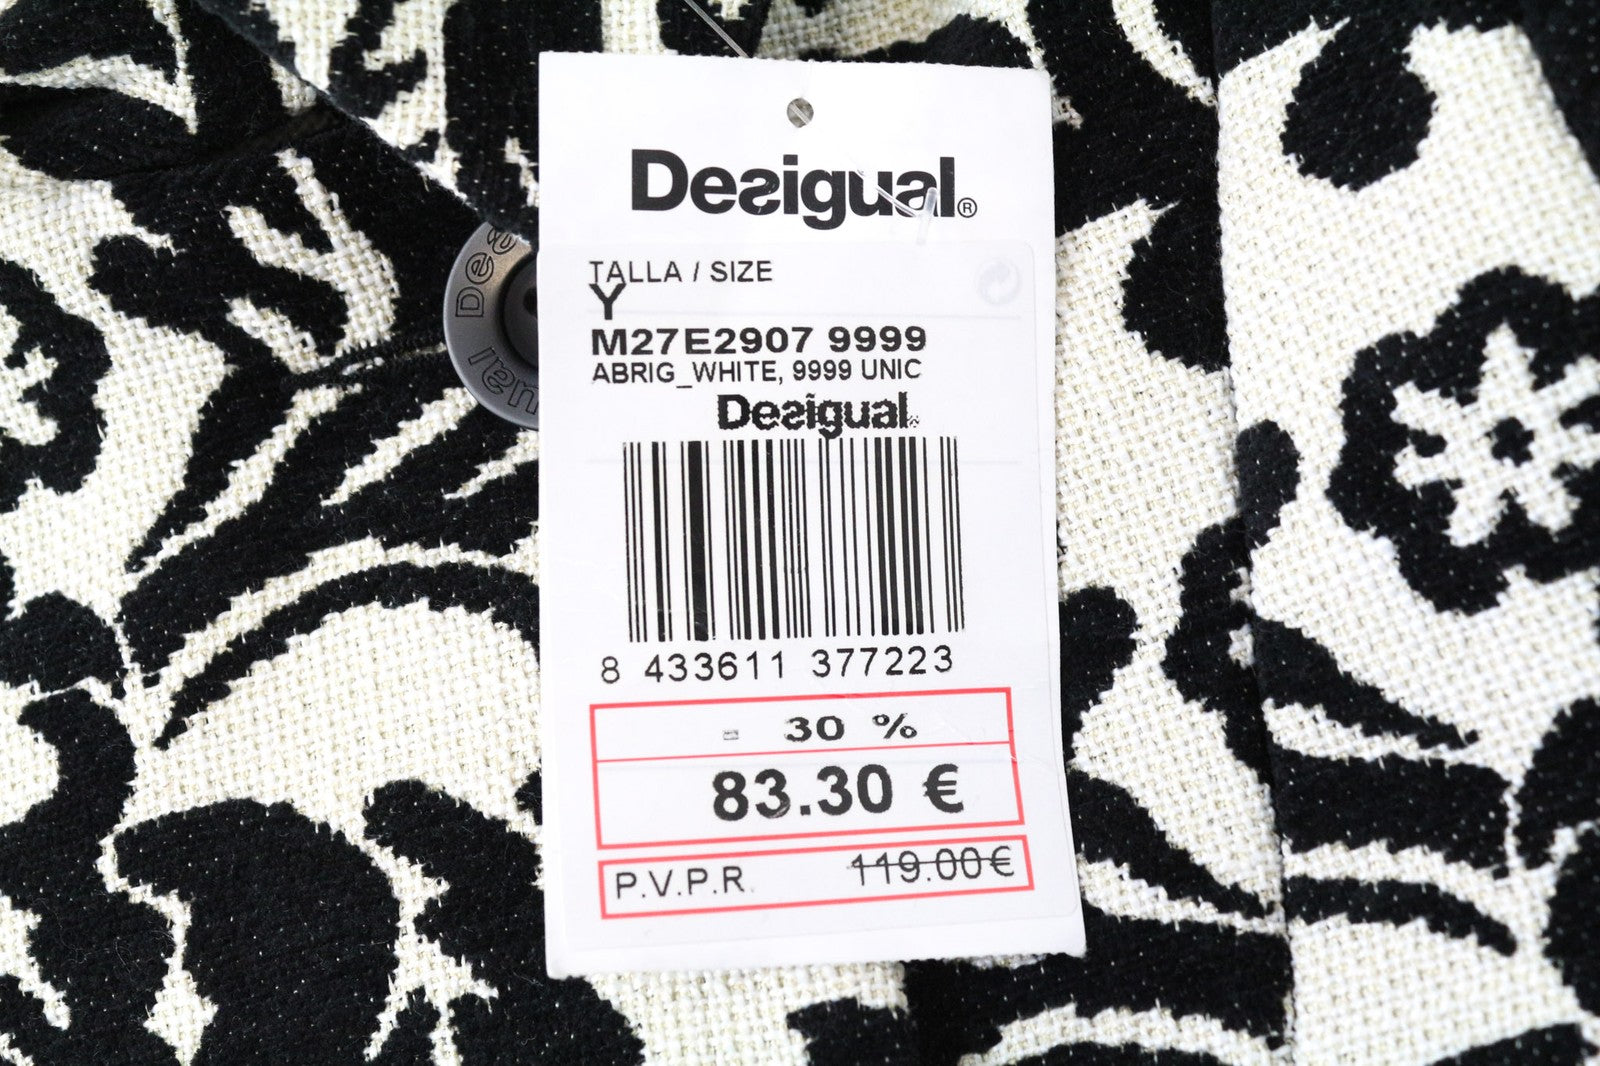 Desigual®
TALLA / SIZE
Y
M27E2907 9999
ABRIG_WHITE, 9999 UNIC
Desigual
8 433611 377223
- 30 %
83.30 €
P.V.P.R.
119.00€